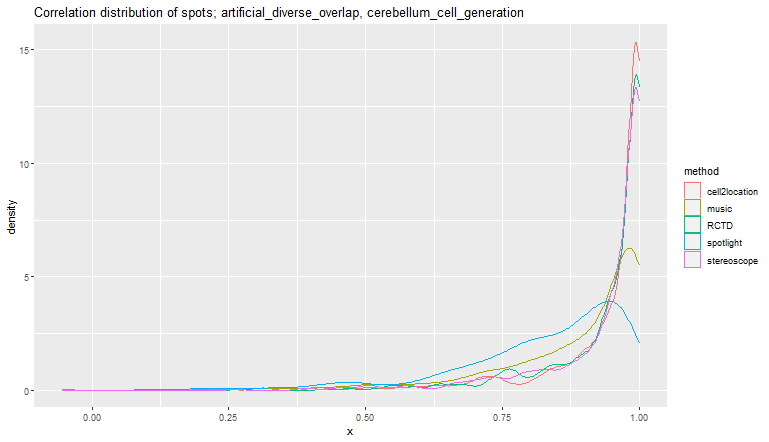 Correlation distribution of spots; artificial_diverse_overlap, cerebellum_cell_generation
15
10
5
0
density
0.00 0.25 0.50 0.75 1.00
x
method
cell2location
music
RCTD
spotlight
stereoscope